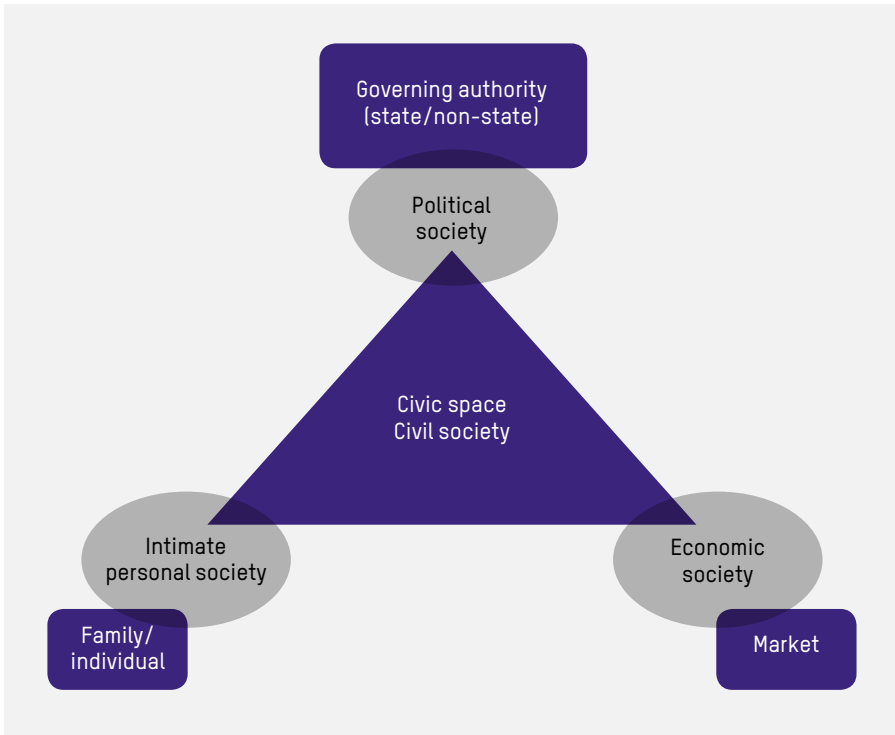 Governing authority
(state/non-state)
Political
society
Civic space
Civil society
Intimate
personal society
Economic
society
Family/
individual
Market